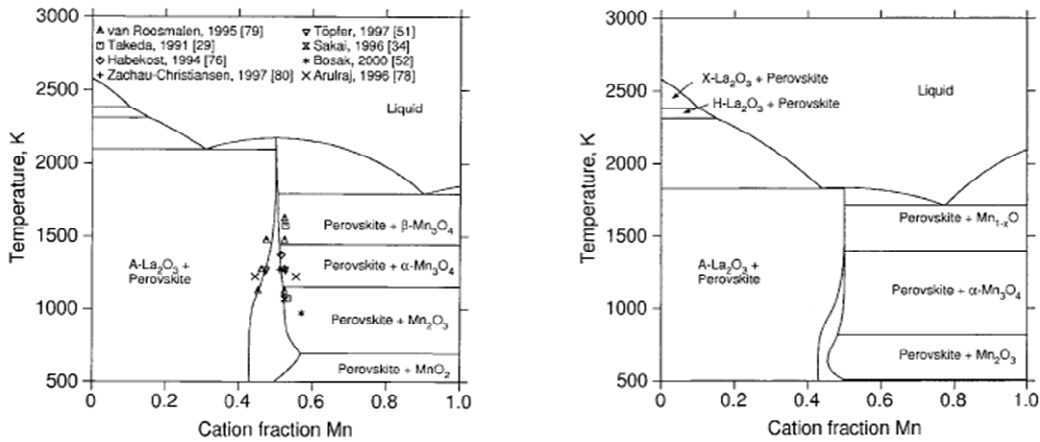 3000
2500
2000
1500
1000
500
Temperature, K
van Roosmalen, 1995 [79]
Takeda, 1991 [29]
Habekost, 1994 [76]
Zachau-Christiansen, 1997 [80]
Töpfer, 1997 [51]
Sakai, 1996 [34]
Bosak, 2000 [52]
Arulraj, 1996 [78]
Liquid
Perovskite + β-Mn₃O₄
Perovskite + α-Mn₃O₄
A-La₂O₃ +
Perovskite
Perovskite + Mn₂O₃
Perovskite + MnO₂
0 0.2 0.4 0.6 0.8 1.0
Cation fraction Mn
3000
2500
2000
1500
1000
500
Temperature, K
X-La₂O₃ + Perovskite
H-La₂O₃ + Perovskite
Liquid
Perovskite + Mn₁₋ₓO
A-La₂O₃ +
Perovskite
Perovskite + α-Mn₃O₄
Perovskite + Mn₂O₃
0 0.2 0.4 0.6 0.8 1.0
Cation fraction Mn